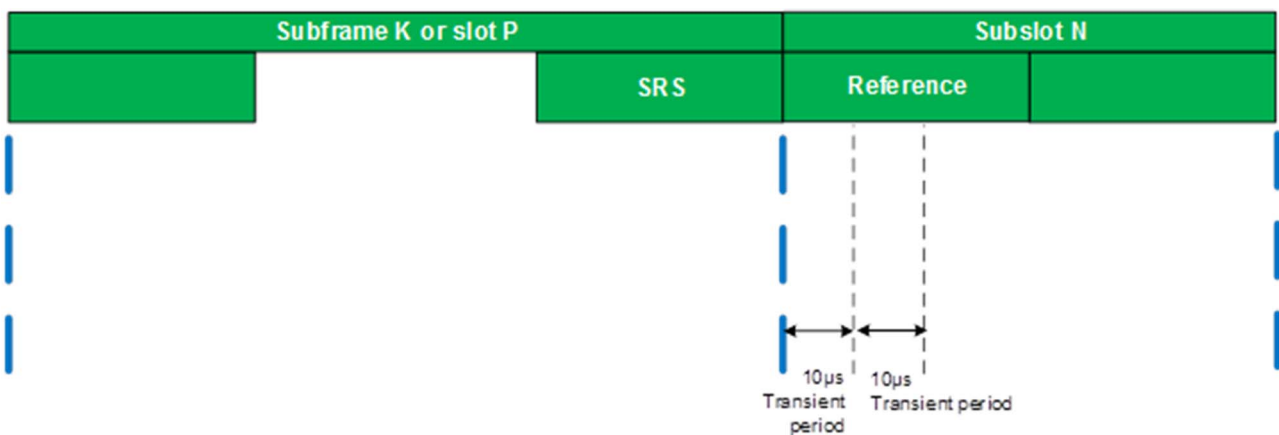 Subframe K or slot P
Subslot N
SRS
Reference
10µs
Transient
period
10µs
Transient period